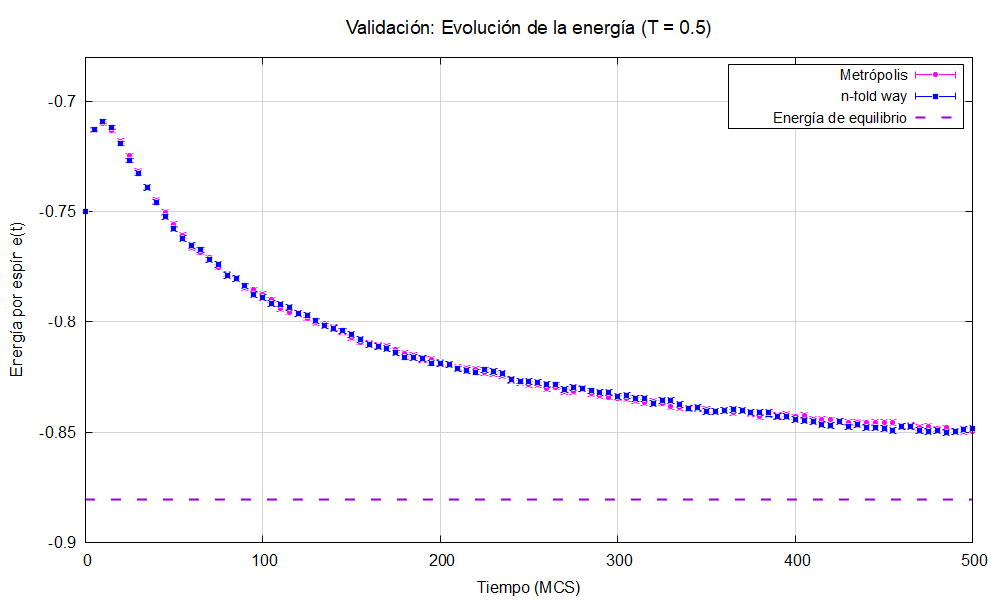 Validación: Evolución de la energía (T = 0.5)
Metrópolis
n-fold way
Energía de equilibrio
-0.7
-0.75
-0.8
-0.85
-0.9
Energía por espír e(t)
0
100
200
300
400
500
Tiempo (MCS)